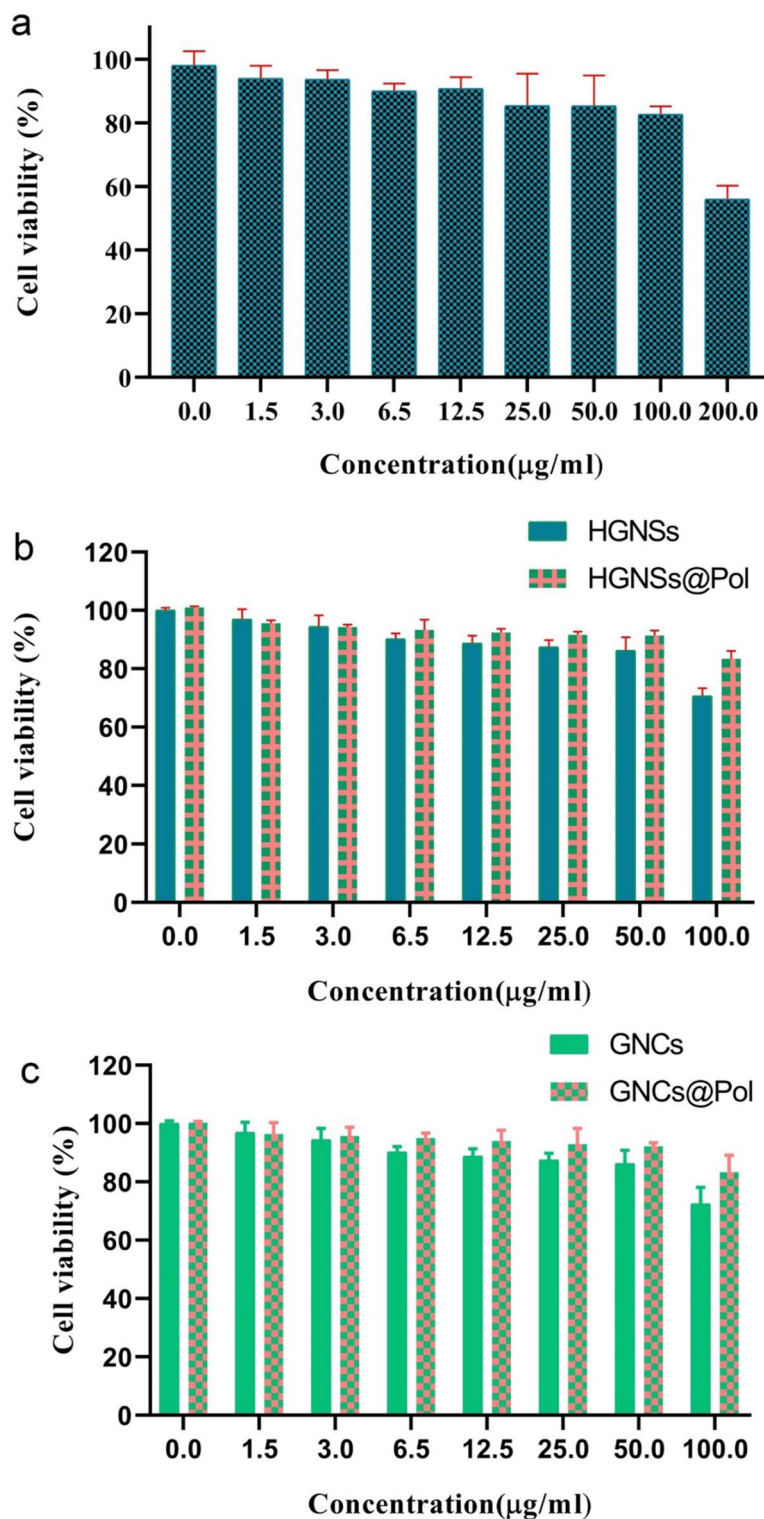 a
Cell viability (%)
100
80
60
40
20
0
0.0 1.5 3.0 6.5 12.5 25.0 50.0 100.0 200.0
Concentration(μg/ml)
b
HGNSs
HGNSs@Pol
Cell viability (%)
120
100
80
60
40
20
0
0.0 1.5 3.0 6.5 12.5 25.0 50.0 100.0
Concentration(μg/ml)
c
GNCs
GNCs@Pol
Cell viability (%)
120
100
80
60
40
20
0
0.0 1.5 3.0 6.5 12.5 25.0 50.0 100.0
Concentration(μg/ml)